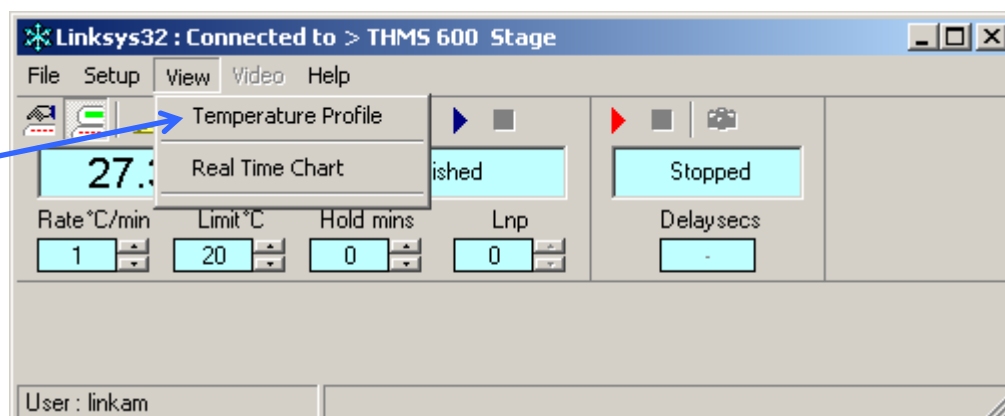 Linksys32 : Connected to > THMS 600 Stage
File Setup View Video Help
Temperature Profile
Real Time Chart
27. ished Stopped
Rate°C/min Limit°C Hold mins Lnp Delaysecs
1 20 0 0 -
User : linkam